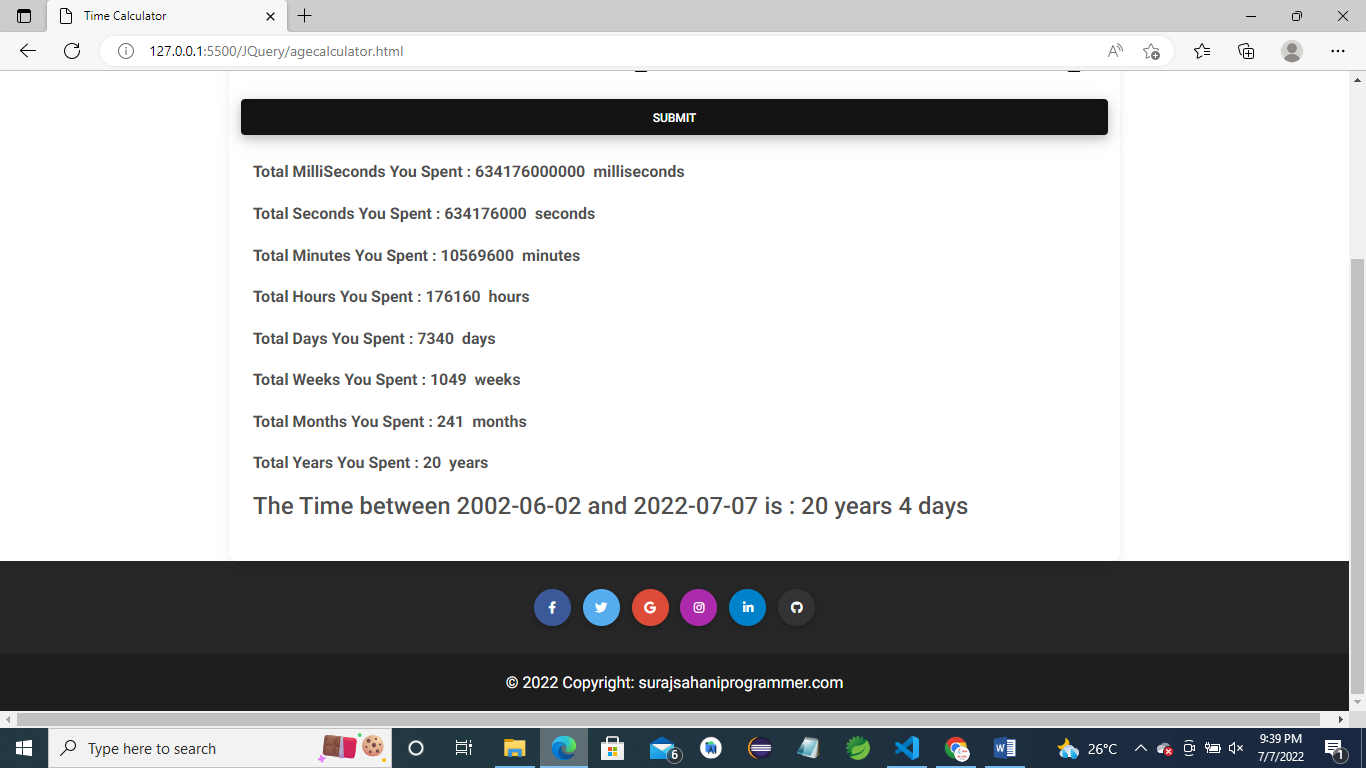 Time Calculator
127.0.0.1:5500/JQuery/agecalculator.html
SUBMIT
Total MilliSeconds You Spent : 634176000000 milliseconds
Total Seconds You Spent : 634176000 seconds
Total Minutes You Spent : 10569600 minutes
Total Hours You Spent : 176160 hours
Total Days You Spent : 7340 days
Total Weeks You Spent : 1049 weeks
Total Months You Spent : 241 months
Total Years You Spent : 20 years
The Time between 2002-06-02 and 2022-07-07 is : 20 years 4 days
© 2022 Copyright: surajsahaniprogrammer.com
Type here to search
6
26°C
9:39 PM
7/7/2022
1